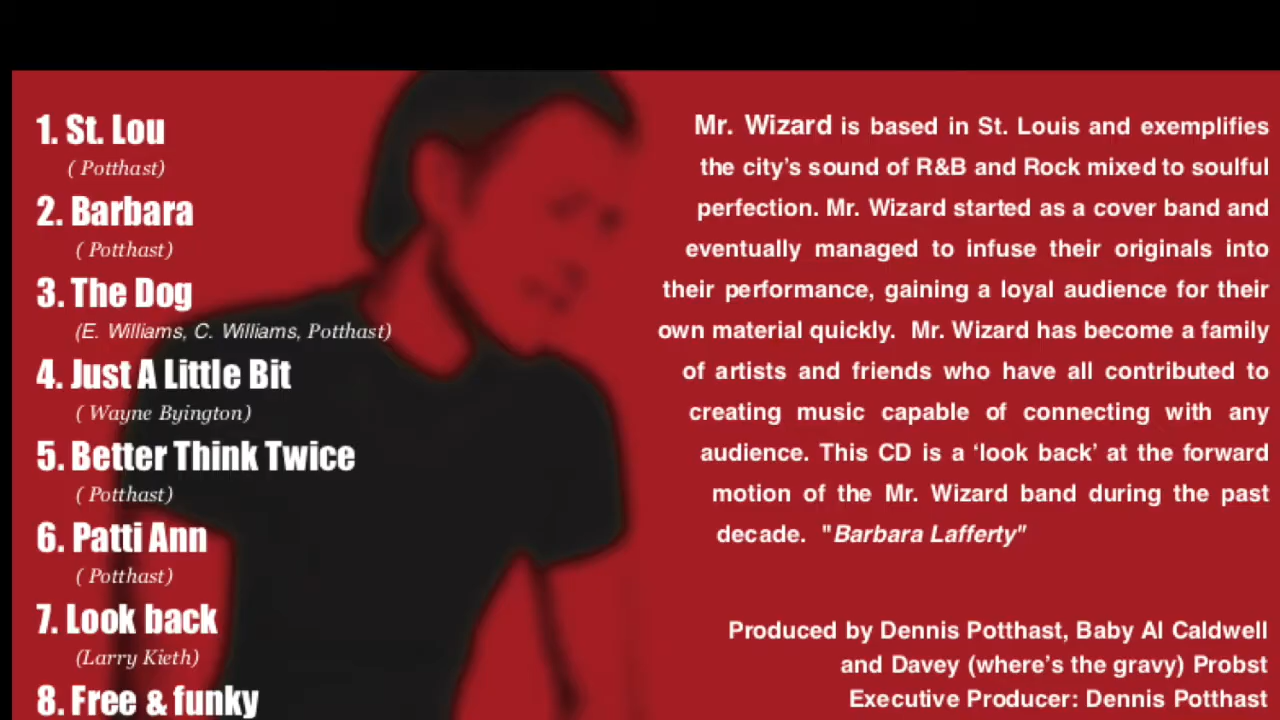 1. St. Lou
( Potthast)
2. Barbara
( Potthast)
3. The Dog
(E. Williams, C. Williams, Potthast)
4. Just A Little Bit
( Wayne Byington)
5. Better Think Twice
( Potthast)
6. Patti Ann
( Potthast)
7. Look back
(Larry Kieth)
8. Free & funky
Mr. Wizard is based in St. Louis and exemplifies
the city's sound of R&B and Rock mixed to soulful
perfection. Mr. Wizard started as a cover band and
eventually managed to infuse their originals into
their performance, gaining a loyal audience for their
own material quickly.  Mr. Wizard has become a family
of artists and friends who have all contributed to
creating music capable of connecting with any
audience. This CD is a ‘look back’ at the forward
motion of the Mr. Wizard band during the past
decade.  "Barbara Lafferty"
Produced by Dennis Potthast, Baby Al Caldwell
and Davey (where's the gravy) Probst
Executive Producer: Dennis Potthast